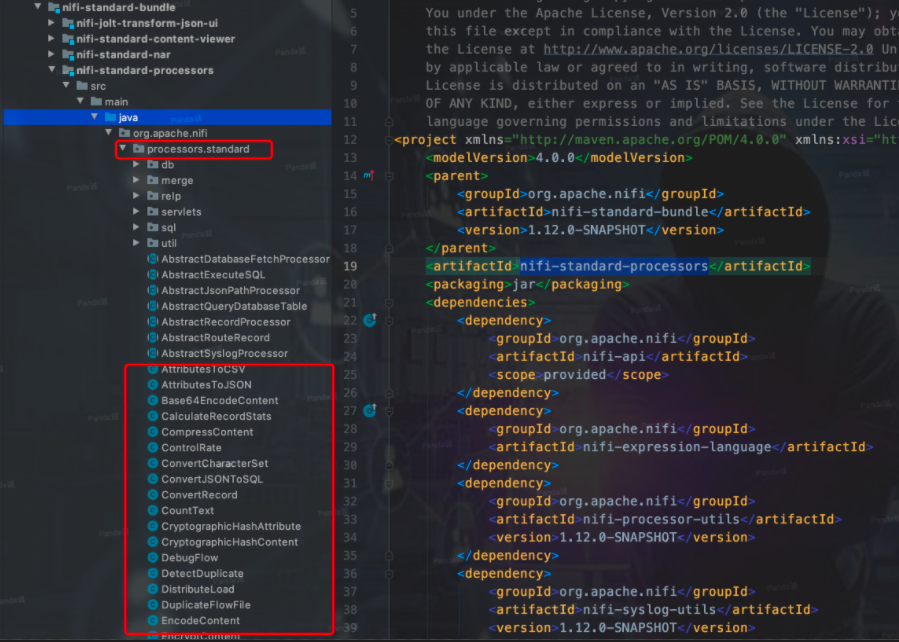 nifi-standard-bundle
nifi-jolt-transform-json-ui
nifi-standard-content-viewer
nifi-standard-nar
nifi-standard-processors
src
main
java
org.apache.nifi
processors.standard
db
merge
relp
servlets
sql
util
AbstractDatabaseFetchProcessor
AbstractExecuteSQL
AbstractJsonPathProcessor
AbstractQueryDatabaseTable
AbstractRecordProcessor
AbstractRouteRecord
AbstractSyslogProcessor
AttributesToCSV
AttributesToJSON
Base64EncodeContent
CalculateRecordStats
CompressContent
ControlRate
ConvertCharacterSet
ConvertJSONToSQL
ConvertRecord
CountText
CryptographicHashAttribute
CryptographicHashContent
DebugFlow
DetectDuplicate
DistributeLoad
DuplicateFlowFile
EncodeContent
EncryptContent
5 You under the Apache License, Version 2.0 (the "License"); y
6 this file except in compliance with the License. You may obt
7 the License at http://www.apache.org/licenses/LICENSE-2.0 Un
8 by applicable law or agreed to in writing, software distribut
9 License is distributed on an "AS IS" BASIS, WITHOUT WARRANTI
10 OF ANY KIND, either express or implied. See the License for
11 language governing permissions and limitations under the Lic
12 <project xmlns="http://maven.apache.org/POM/4.0.0" xmlns:xsi="ht
13 <modelVersion>4.0.0</modelVersion>
14 <parent>
15 <groupId>org.apache.nifi</groupId>
16 <artifactId>nifi-standard-bundle</artifactId>
17 <version>1.12.0-SNAPSHOT</version>
18 </parent>
19 <artifactId>nifi-standard-processors</artifactId>
20 <packaging>jar</packaging>
21 <dependencies>
22 <dependency>
23 <groupId>org.apache.nifi</groupId>
24 <artifactId>nifi-api</artifactId>
25 <scope>provided</scope>
26 </dependency>
27 <dependency>
28 <groupId>org.apache.nifi</groupId>
29 <artifactId>nifi-expression-language</artifactId>
30 </dependency>
31 <dependency>
32 <groupId>org.apache.nifi</groupId>
33 <artifactId>nifi-processor-utils</artifactId>
34 <version>1.12.0-SNAPSHOT</version>
35 </dependency>
36 <dependency>
37 <groupId>org.apache.nifi</groupId>
38 <artifactId>nifi-syslog-utils</artifactId>
39 <version>1.12.0-SNAPSHOT</version>